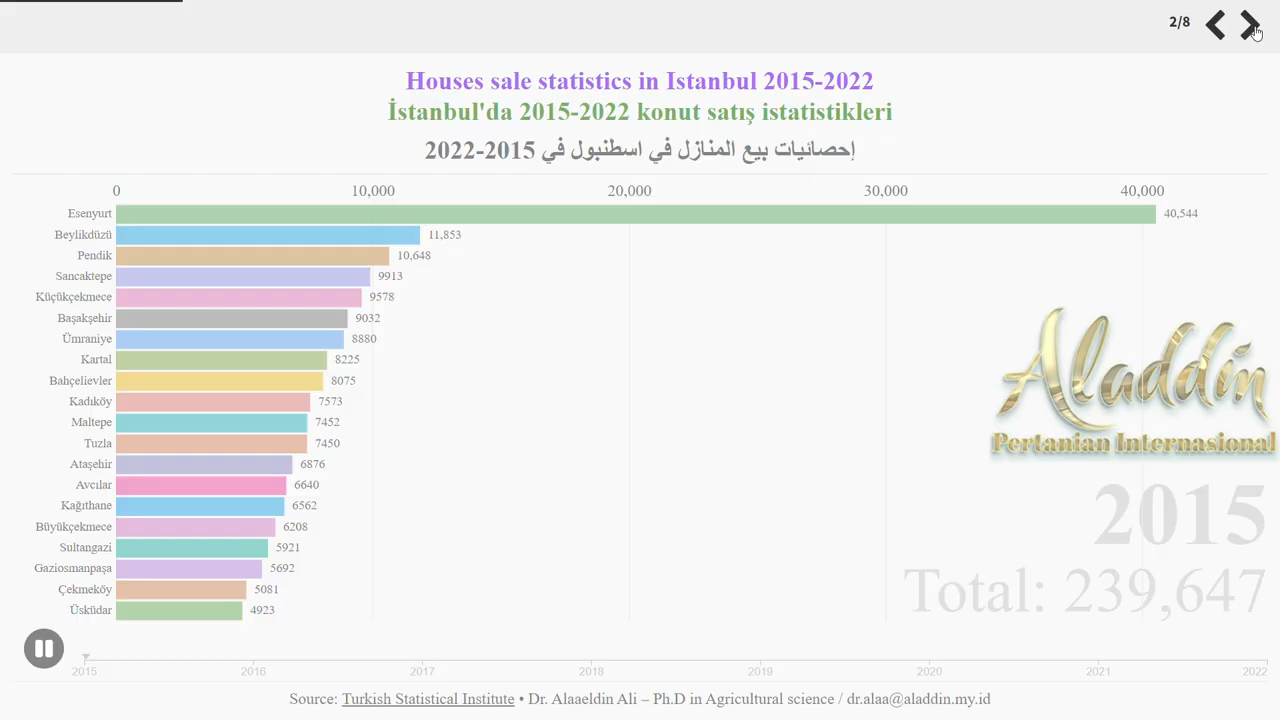 2/8
Houses sale statistics in Istanbul 2015-2022
İstanbul'da 2015-2022 konut satış istatistikleri
إحصائيات بيع المنازل في اسطنبول في 2015-2022
0 10,000 20,000 30,000 40,000
Esenyurt 40,544
Beylikdüzü 11,853
Pendik 10,648
Sancaktepe 9913
Küçükçekmece 9578
Başakşehir 9032
Ümraniye 8880
Kartal 8225
Bahçelievler 8075
Kadıköy 7573
Maltepe 7452
Tuzla 7450
Ataşehir 6876
Avcılar 6640
Kağıthane 6562
Büyükçekmece 6208
Sultangazi 5921
Gaziosmanpaşa 5692
Çekmeköy 5081
Üsküdar 4923
Aladdin
Pertanian Internasional
2015
Total: 239,647
2015 2016 2017 2018 2019 2020 2021 2022
Source: Turkish Statistical Institute • Dr. Alaaeldin Ali – Ph.D in Agricultural science / dr.alaa@aladdin.my.id